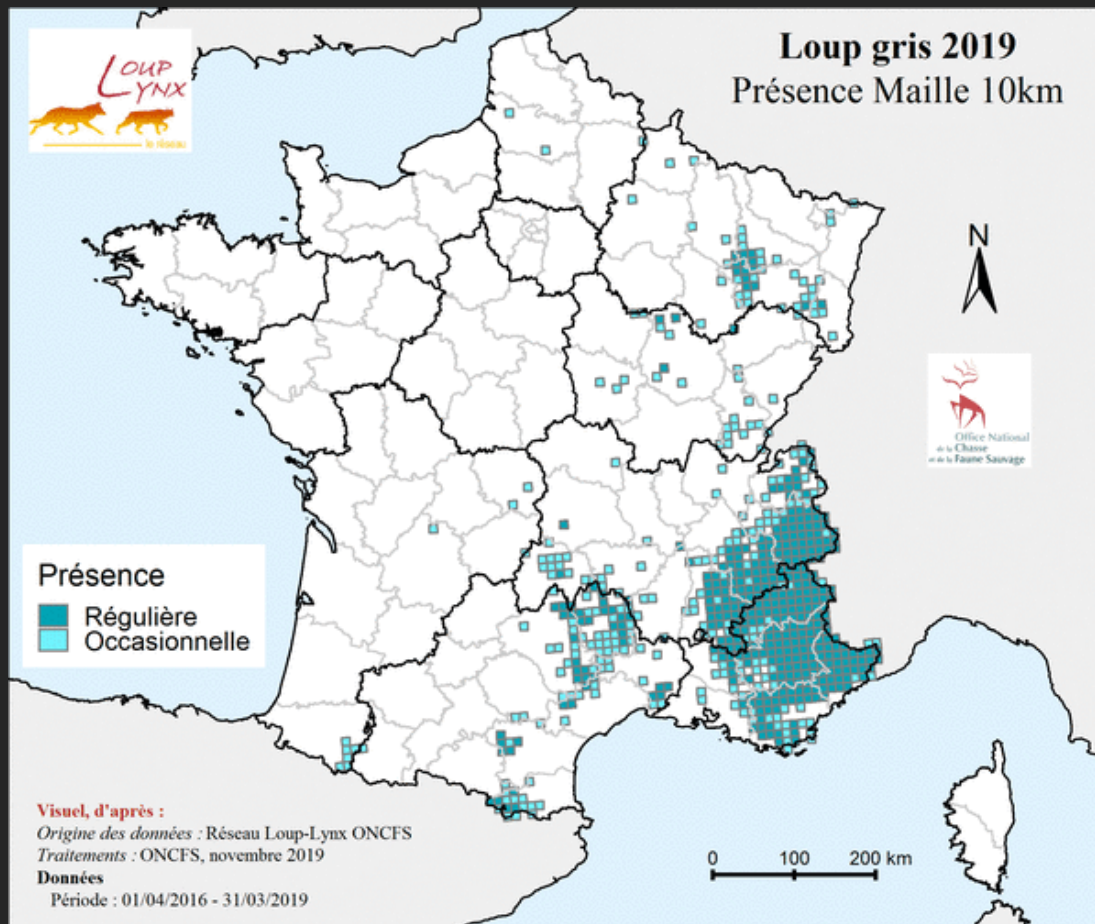 LOUP
LYNX
le réseau
Loup gris 2019
Présence Maille 10km
N
Office National
de la Chasse
et de la Faune Sauvage
Présence
Régulière
Occasionnelle
Visuel, d'après :
Origine des données : Réseau Loup-Lynx ONCFS
Traitements : ONCFS, novembre 2019
Données
Période : 01/04/2016 - 31/03/2019
0 100 200 km